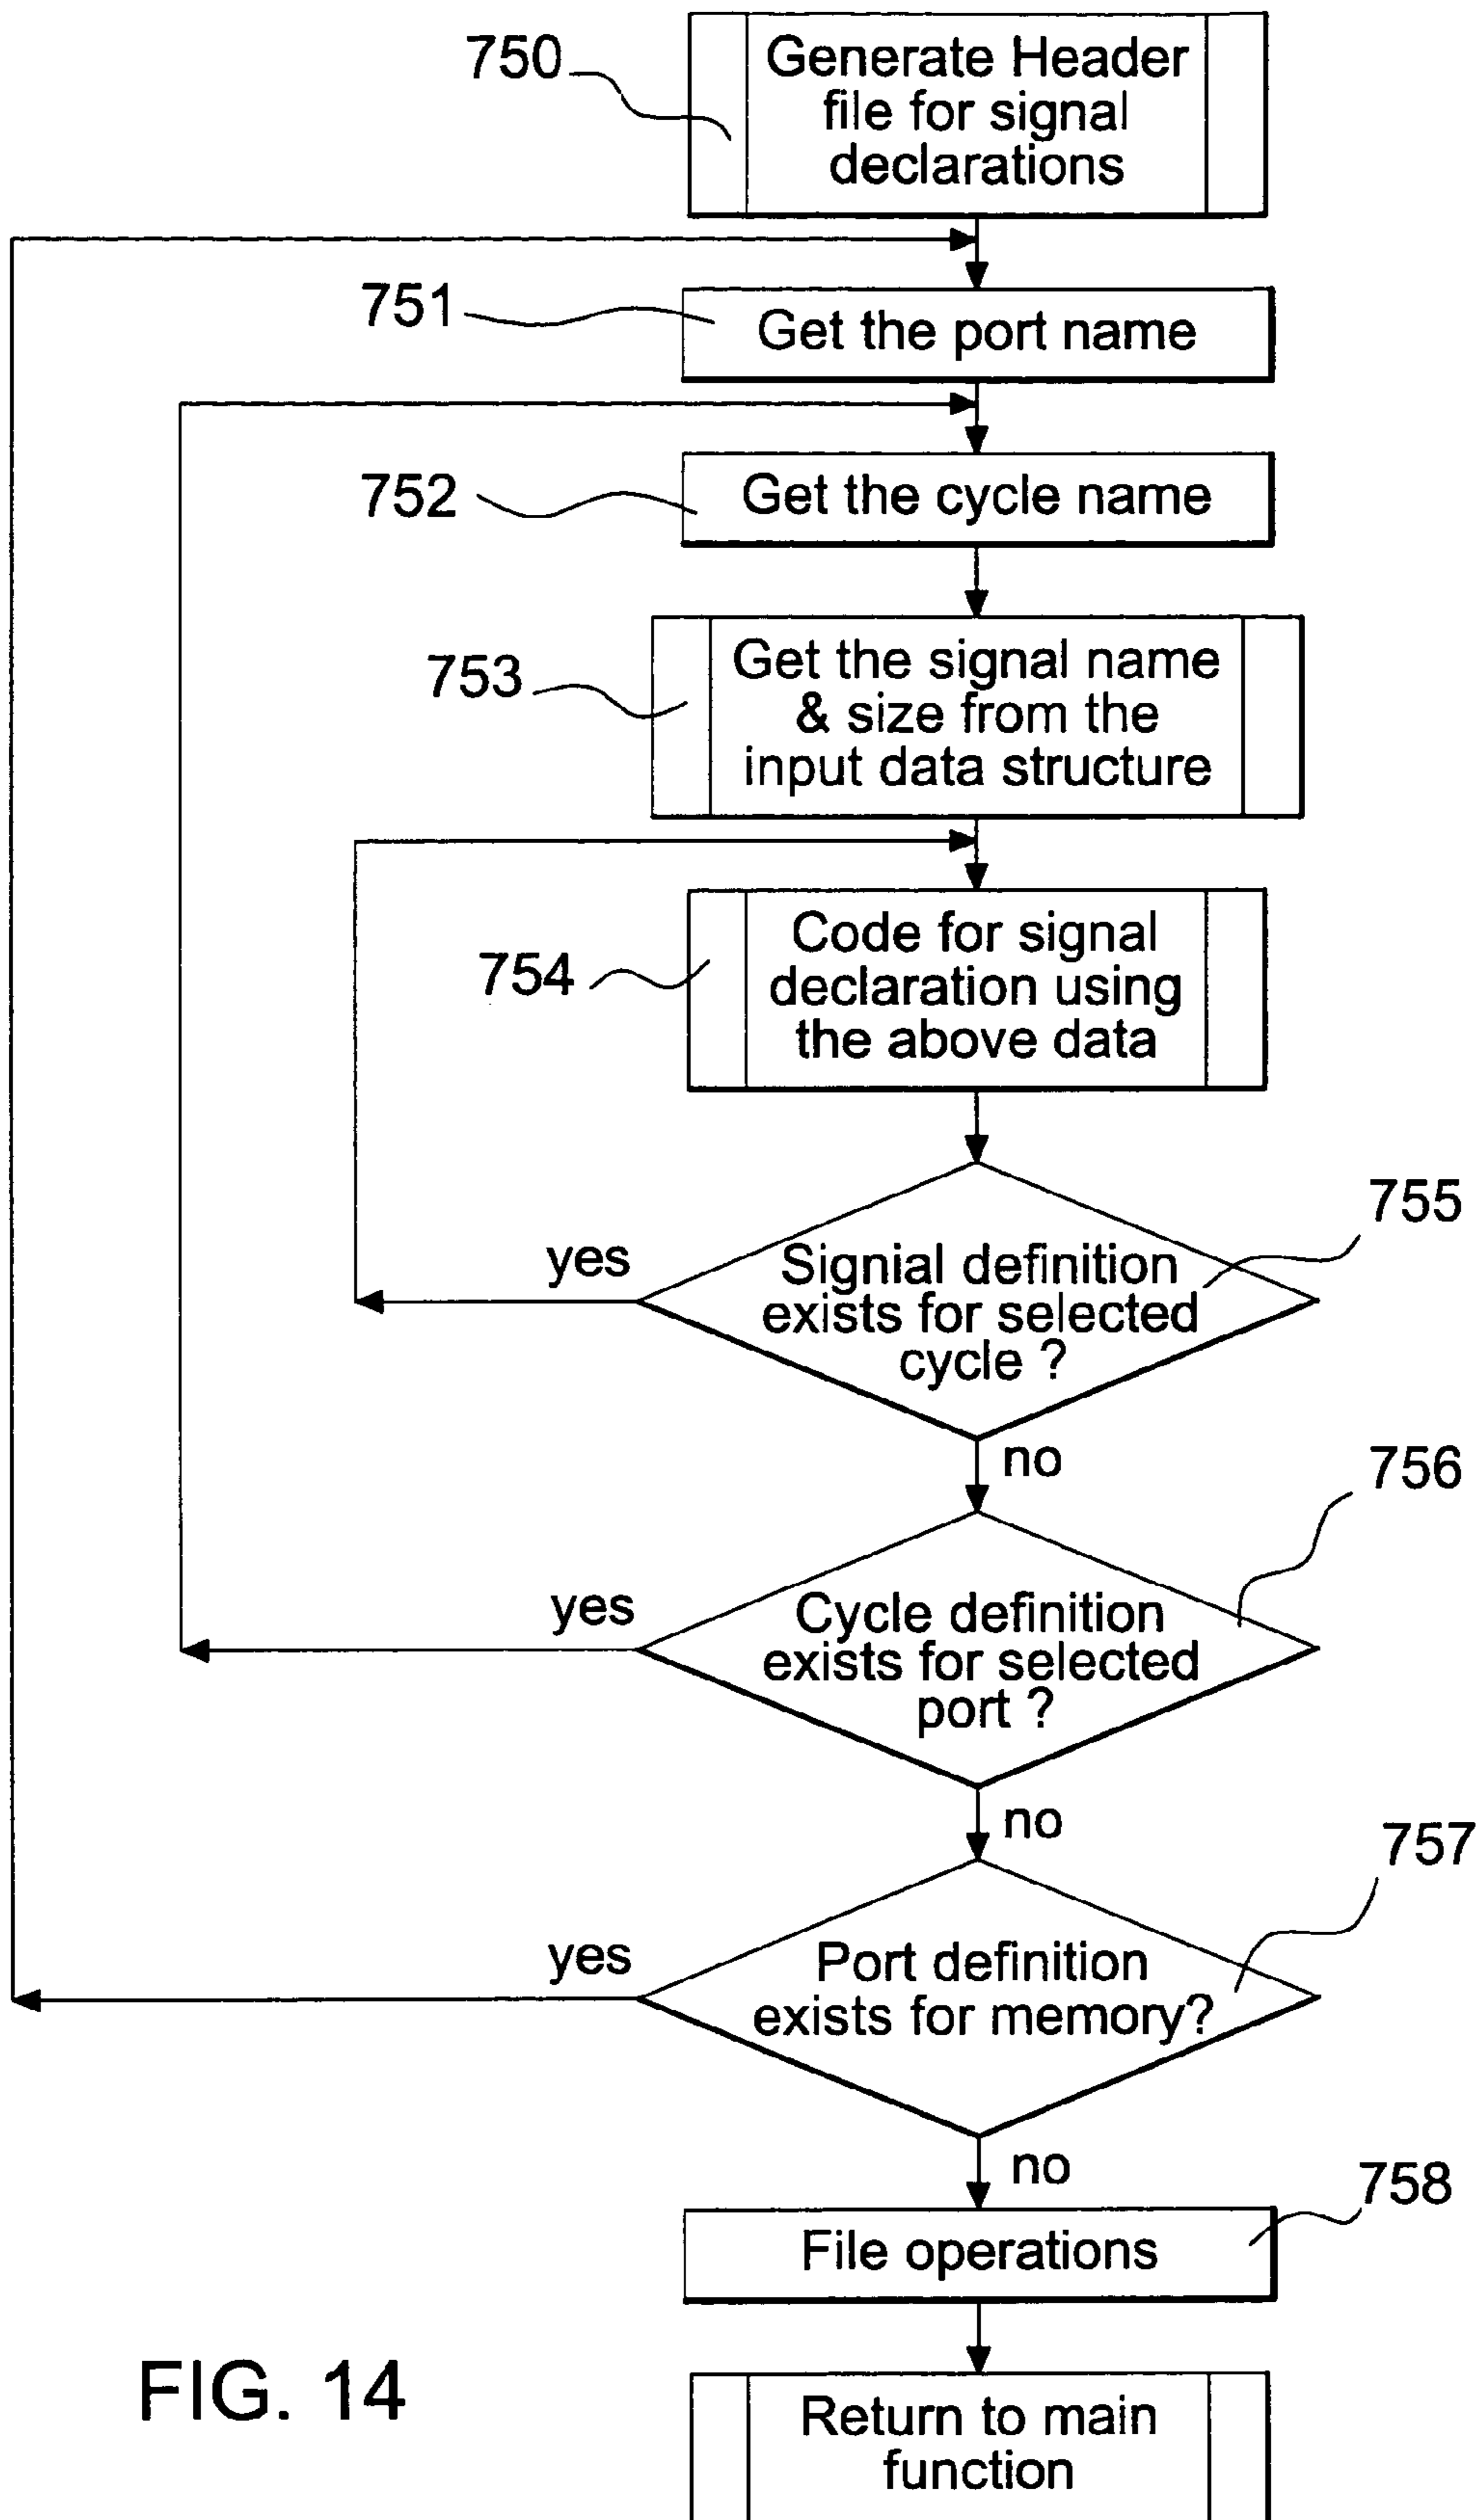 750
Generate Header
file for signal
declarations
751
Get the port name
752
Get the cycle name
753
Get the signal name
& size from the
input data structure
754
Code for signal
declaration using
the above data
755
yes
Signial definition
exists for selected
cycle ?
no
756
yes
Cycle definition
exists for selected
port ?
no
757
yes
Port definition
exists for memory?
no
758
File operations
FIG. 14
Return to main
function